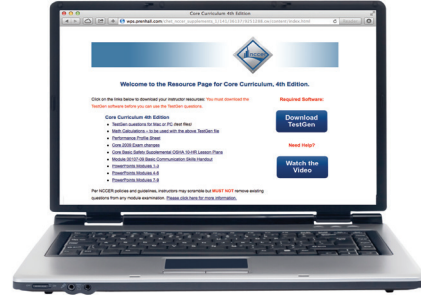 Core Curriculum 4th Edition
wps.prenhall.com
nccer
Welcome to the Resource Page for Core Curriculum, 4th Edition.
Click on the links below to download your instructor resources: You must download the
TestGen software before you can use the TestGen questions.
Core Curriculum 4th Edition
TestGen questions for Mac or PC (test files)
Math Calculations – to be used with the above TestGen file
Performance Profile Sheet
Core 2009 Exam changes
Core Basic Safety Supplemental OSHA 10-HR Lesson Plans
Module 00107-09 Basic Communication Skills Handout
PowerPoints Modules 1-3
PowerPoints Modules 4-6
PowerPoints Modules 7-9
Per NCCER policies and guidelines, instructors may scramble but MUST NOT remove existing
questions from any module examination. Please click here for more information.
Required Software:
Download
TestGen
Need Help?
Watch the
Video